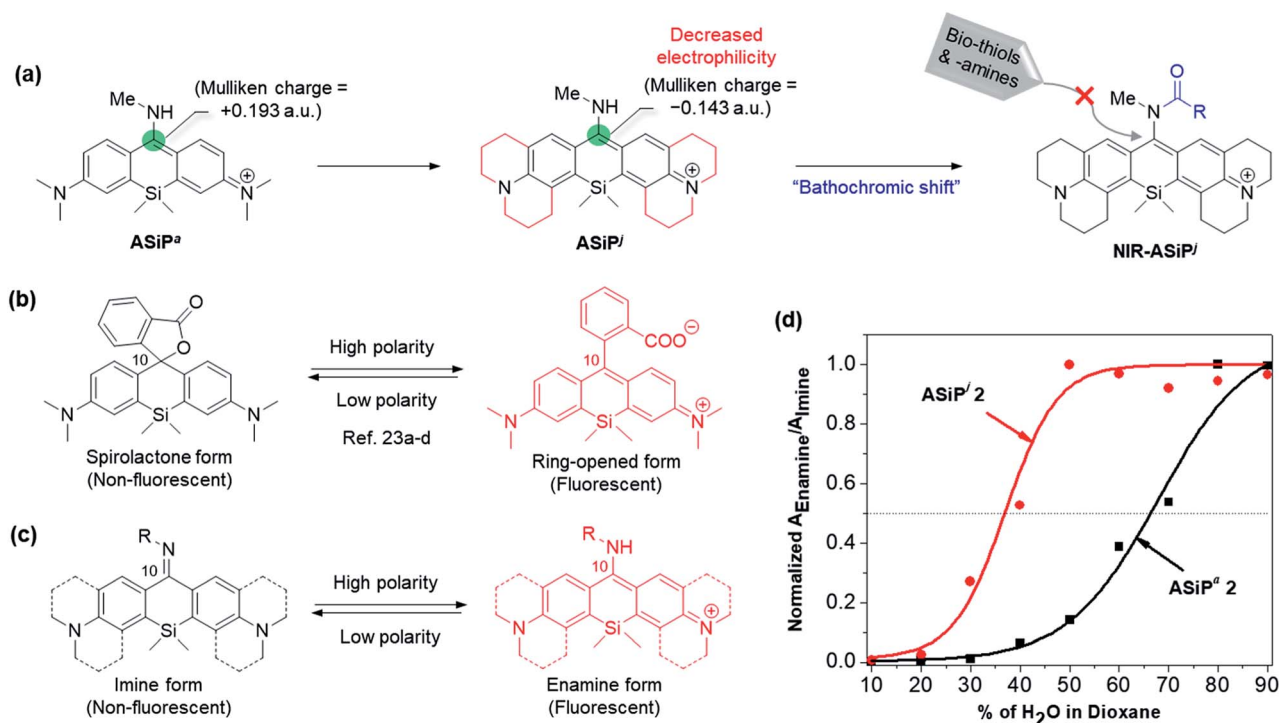 (a)
Me
NH
(Mulliken charge =
+0.193 a.u.)
N
Si
N
+
ASiPᵃ
Decreased
electrophilicity
Me
NH
(Mulliken charge =
−0.143 a.u.)
N
Si
N
+
ASiPʲ
"Bathochromic shift"
Bio-thiols
& -amines
O
Me
N
R
N
Si
N
+
NIR-ASiPʲ
(b)
O
O
10
N
Si
N
Spirolactone form
(Non-fluorescent)
High polarity
Low polarity
Ref. 23a-d
COO⁻
10
N
Si
N
+
Ring-opened form
(Fluorescent)
(c)
R
N
10
N
Si
N
Imine form
(Non-fluorescent)
High polarity
Low polarity
R
NH
10
N
Si
N
+
Enamine form
(Fluorescent)
(d)
Normalized A_Enamine/A_Imine
1.0
0.8
0.6
0.4
0.2
0.0
ASiPʲ 2
ASiPᵃ 2
10 20 30 40 50 60 70 80 90
% of H₂O in Dioxane